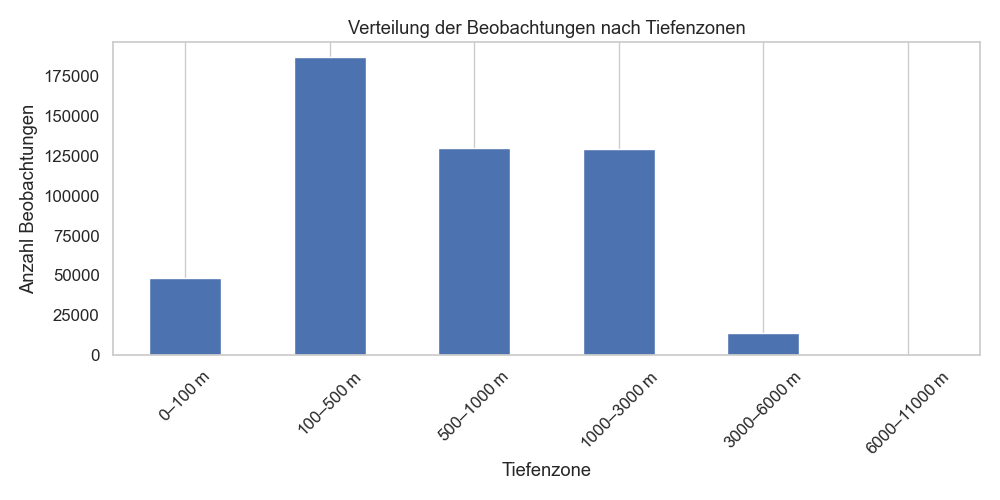 Verteilung der Beobachtungen nach Tiefenzonen
Anzahl Beobachtungen
175000
150000
125000
100000
75000
50000
25000
0
0–100 m
100–500 m
500–1000 m
1000–3000 m
3000–6000 m
6000–11000 m
Tiefenzone